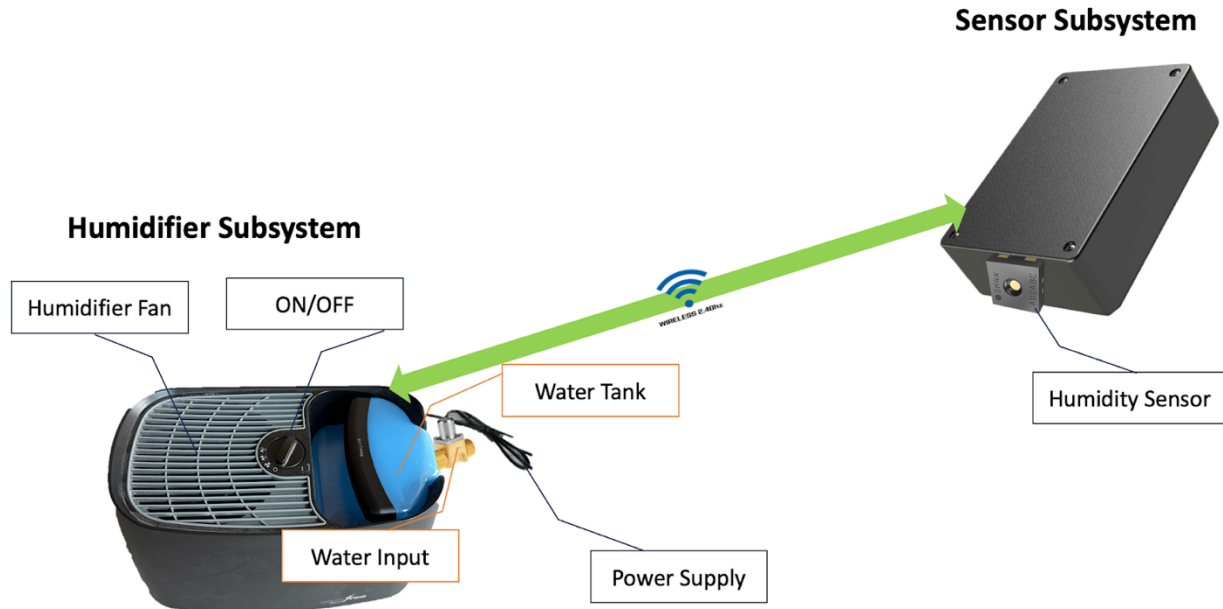 Sensor Subsystem
Humidifier Subsystem
Humidifier Fan
ON/OFF
WIRELESS 2.4Ghz
Water Tank
Humidity Sensor
Water Input
Power Supply
free